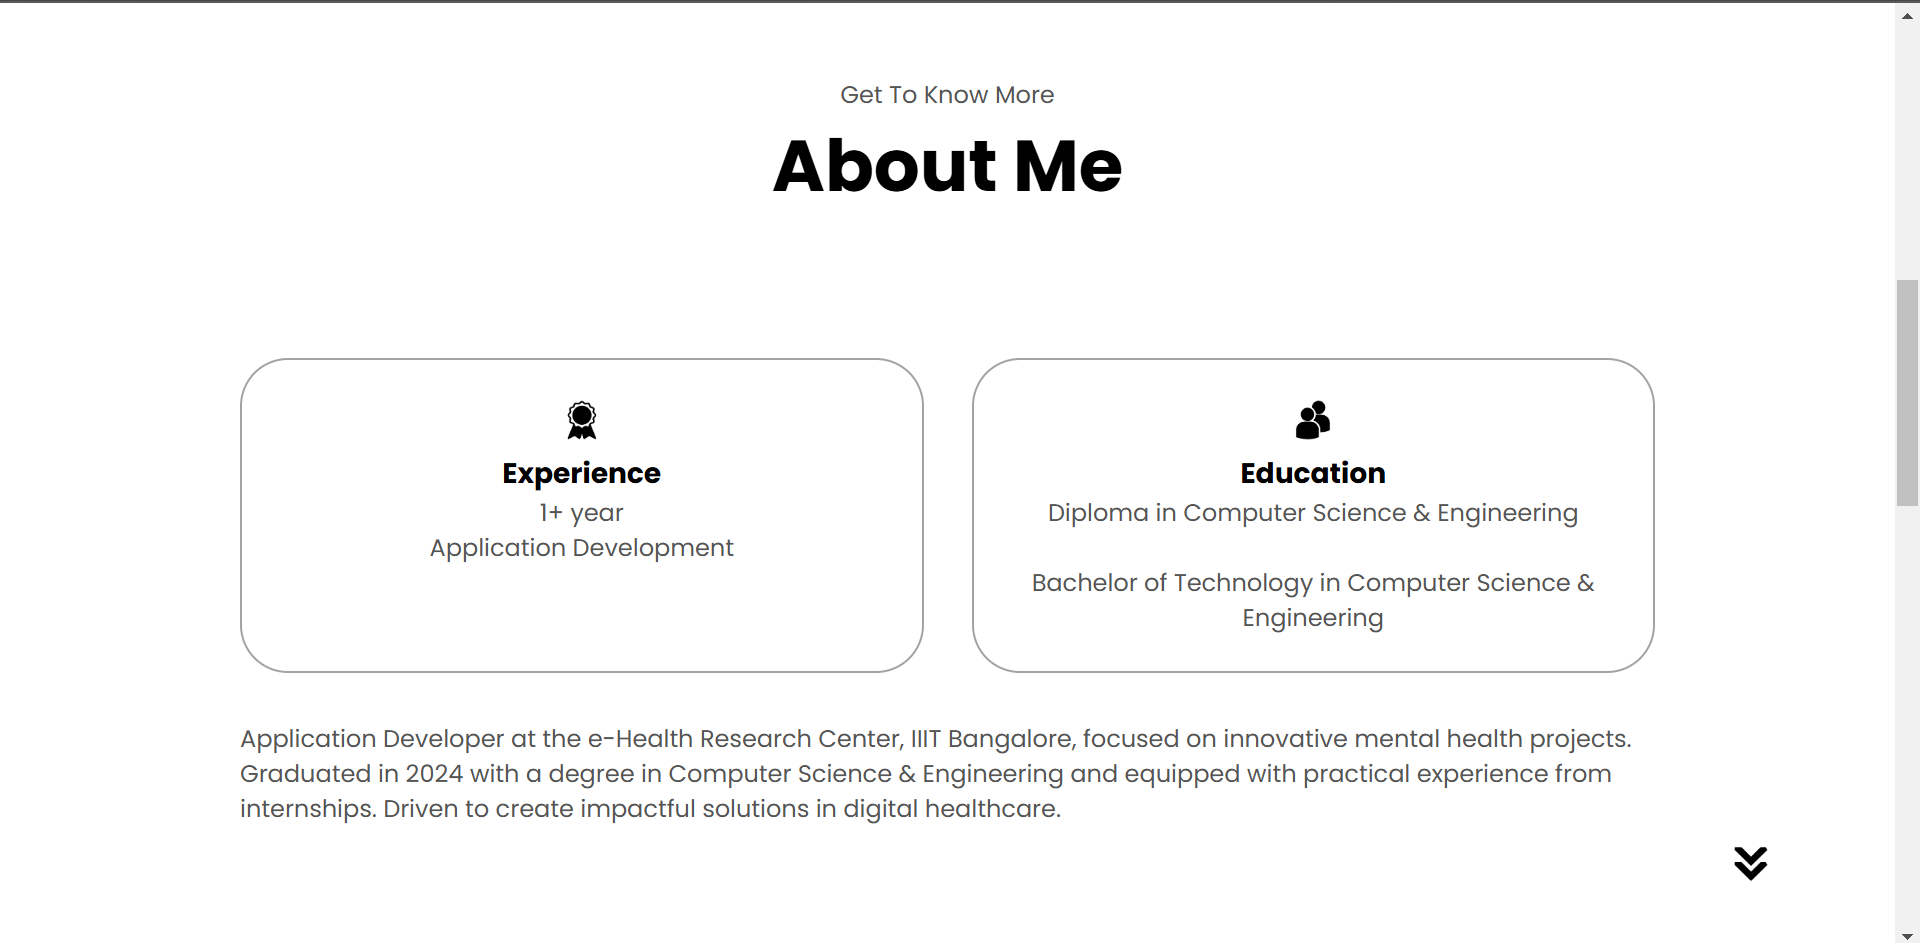 Get To Know More
About Me
Experience
1+ year
Application Development
Education
Diploma in Computer Science & Engineering
Bachelor of Technology in Computer Science &
Engineering
Application Developer at the e-Health Research Center, IIIT Bangalore, focused on innovative mental health projects.
Graduated in 2024 with a degree in Computer Science & Engineering and equipped with practical experience from
internships. Driven to create impactful solutions in digital healthcare.